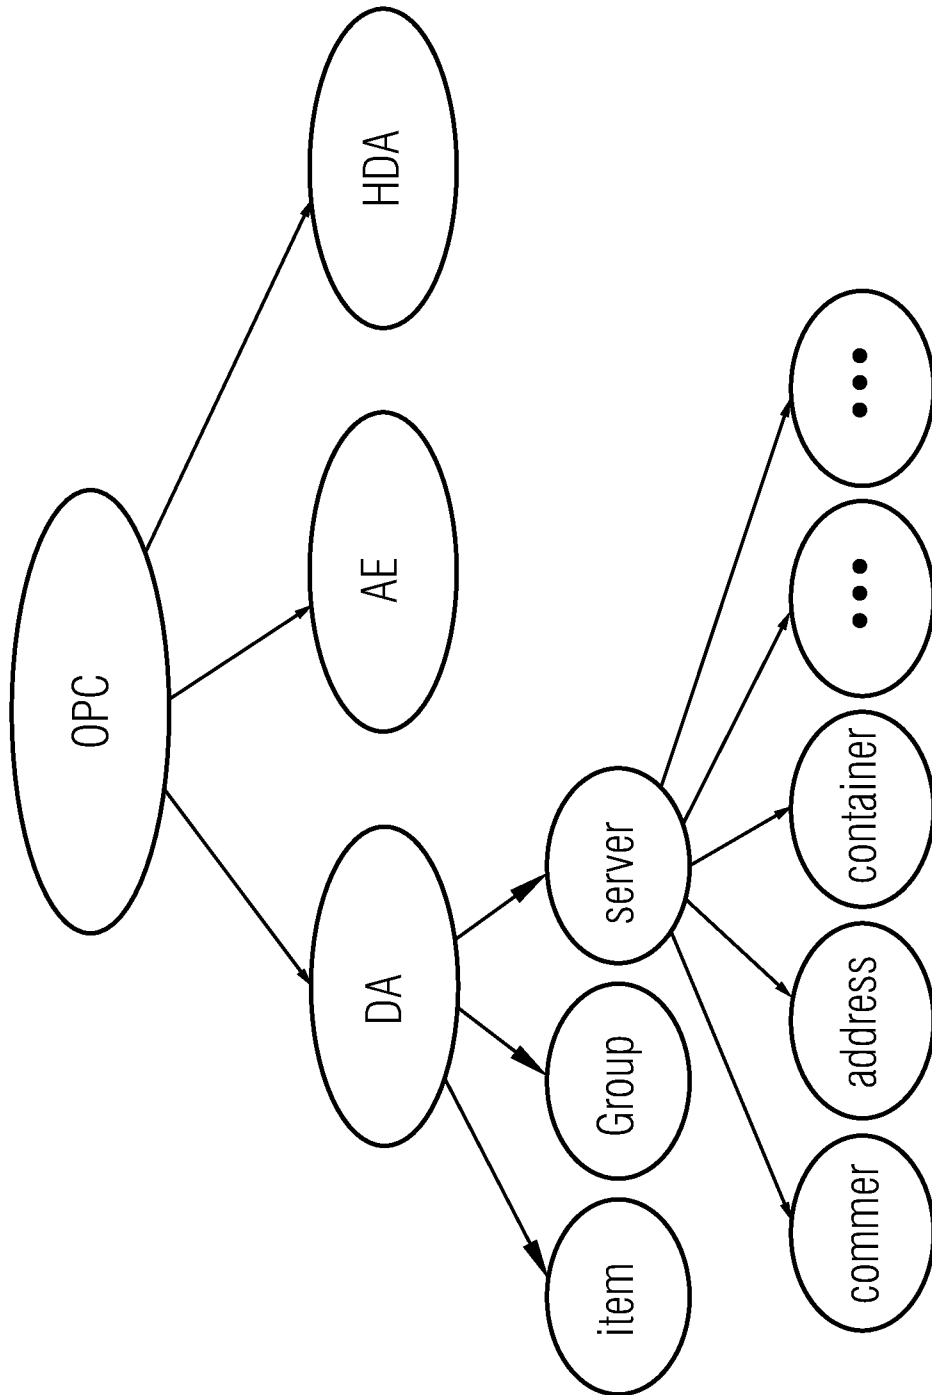 OPC
DA
AE
HDA
item
Group
server
commer
address
container
•••
•••